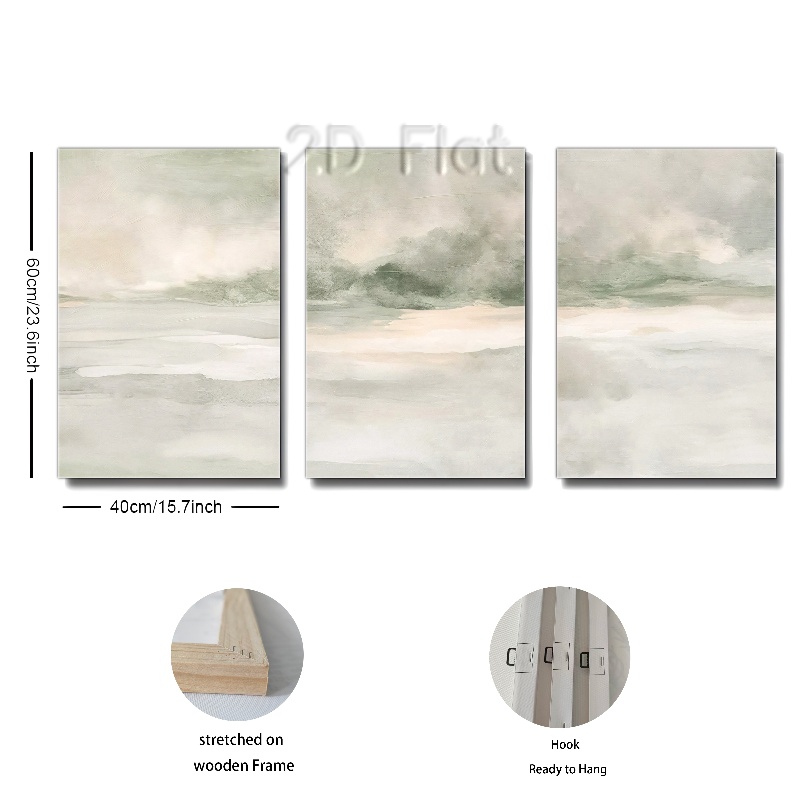 2D Flat
60cm/23.6inch
40cm/15.7inch
stretched on
wooden Frame
Hook
Ready to Hang